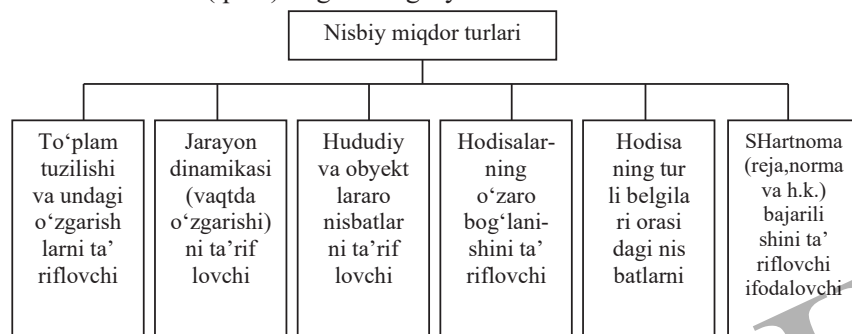 Nisbiy miqdor turlari
To‘plam
tuzilishi
va undagi
o‘zgarish
larni ta’
riflovchi
Jarayon
dinamikasi
(vaqtda
o‘zgarishi)
ni ta’rif
lovchi
Hududiy
va obyekt
lararo
nisbatlar
ni ta’rif
lovchi
Hodisalar-
ning
o‘zaro
bog‘lani-
shini ta’
riflovchi
Hodisa
ning tur
li belgila
ri orasi
dagi nis
batlarni
SHartnoma
(reja,norma
va h.k.)
bajarili
shini ta’
riflovchi
ifodalovchi